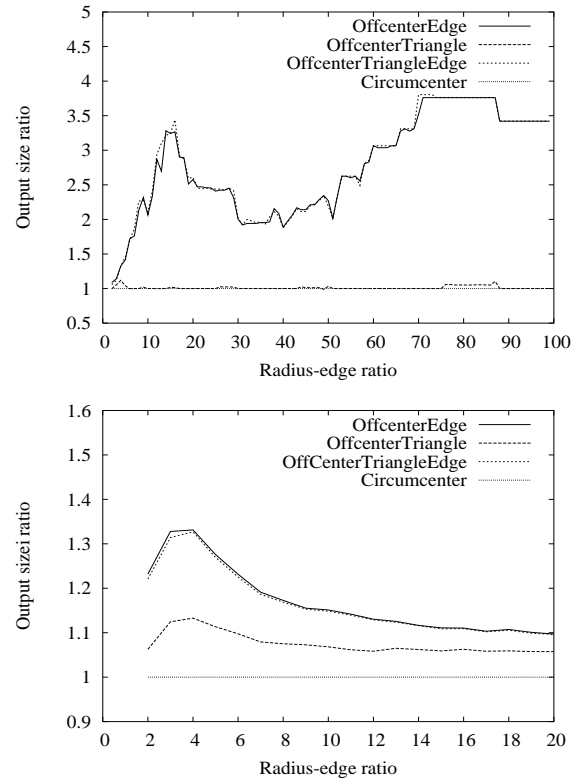 5
4.5
4
3.5
3
2.5
2
1.5
1
0.5
Output size ratio
OffcenterEdge
OffcenterTriangle
OffcenterTriangleEdge
Circumcenter
0 10 20 30 40 50 60 70 80 90 100
Radius-edge ratio
1.6
1.5
1.4
1.3
1.2
1.1
1
0.9
Output sizei ratio
OffcenterEdge
OffcenterTriangle
OffCenterTriangleEdge
Circumcenter
0 2 4 6 8 10 12 14 16 18 20
Radius-edge ratio